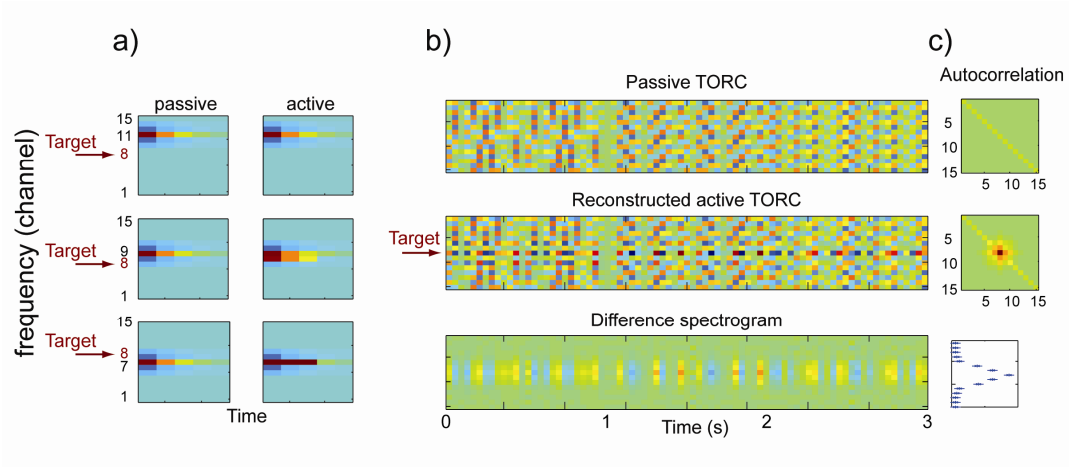 a)
b)
c)
passive
active
frequency (channel)
15
11
Target
8
1
15
9
Target
8
1
15
Target
8
7
1
Time
Passive TORC
Reconstructed active TORC
Target
Difference spectrogram
0
1
2
3
Time (s)
Autocorrelation
5
10
15
5
10
15
5
10
15
5
10
15